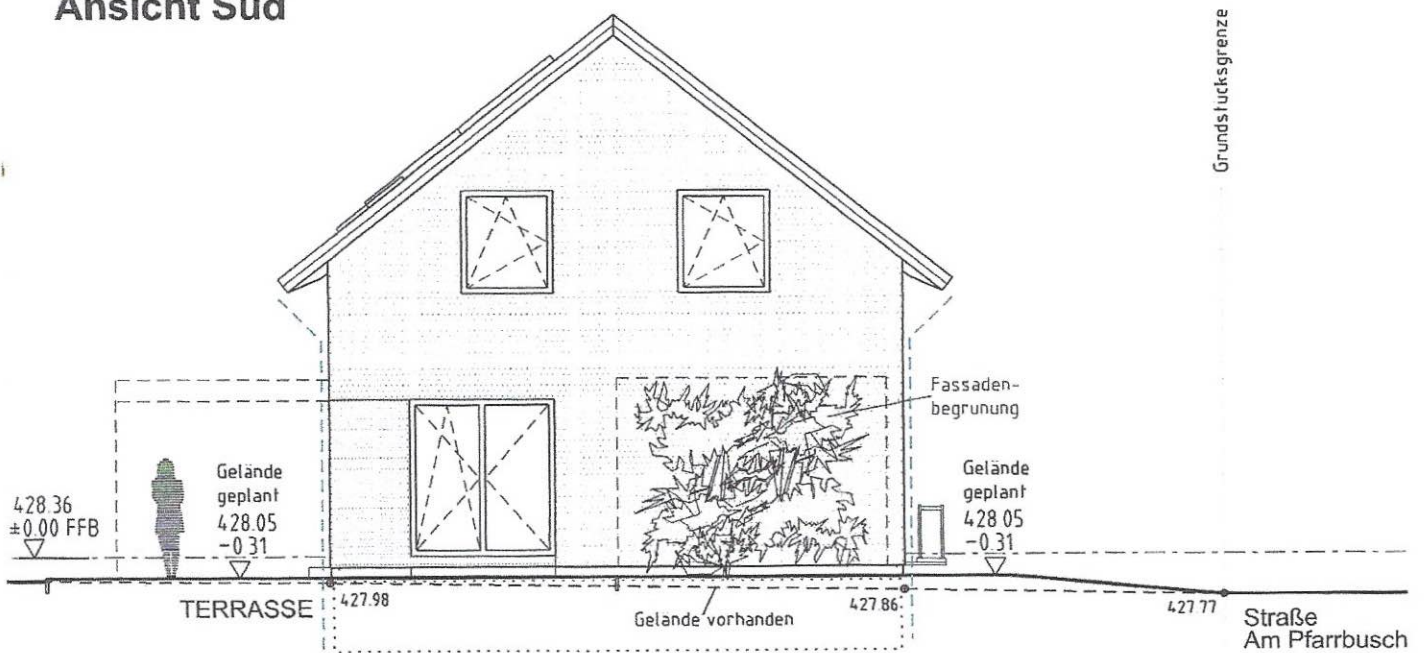 Ansicht Süd
Grundstücksgrenze
Fassaden-
begrunung
Gelände
geplant
428.05
-0.31
428.36
±0.00 FFB
Gelände
geplant
428 05
-0.31
TERRASSE
427.98
Gelände vorhanden
427.86
427.77
Straße
Am Pfarrbusch